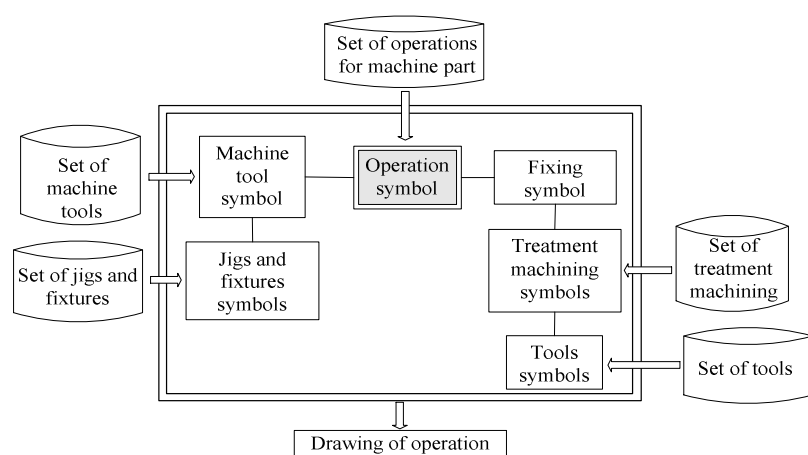 Set of operations
for machine part
Set of
machine
tools
Machine
tool
symbol
Operation
symbol
Fixing
symbol
Set of jigs and
fixtures
Jigs and
fixtures
symbols
Treatment
machining
symbols
Set of
treatment
machining
Tools
symbols
Set of tools
Drawing of operation